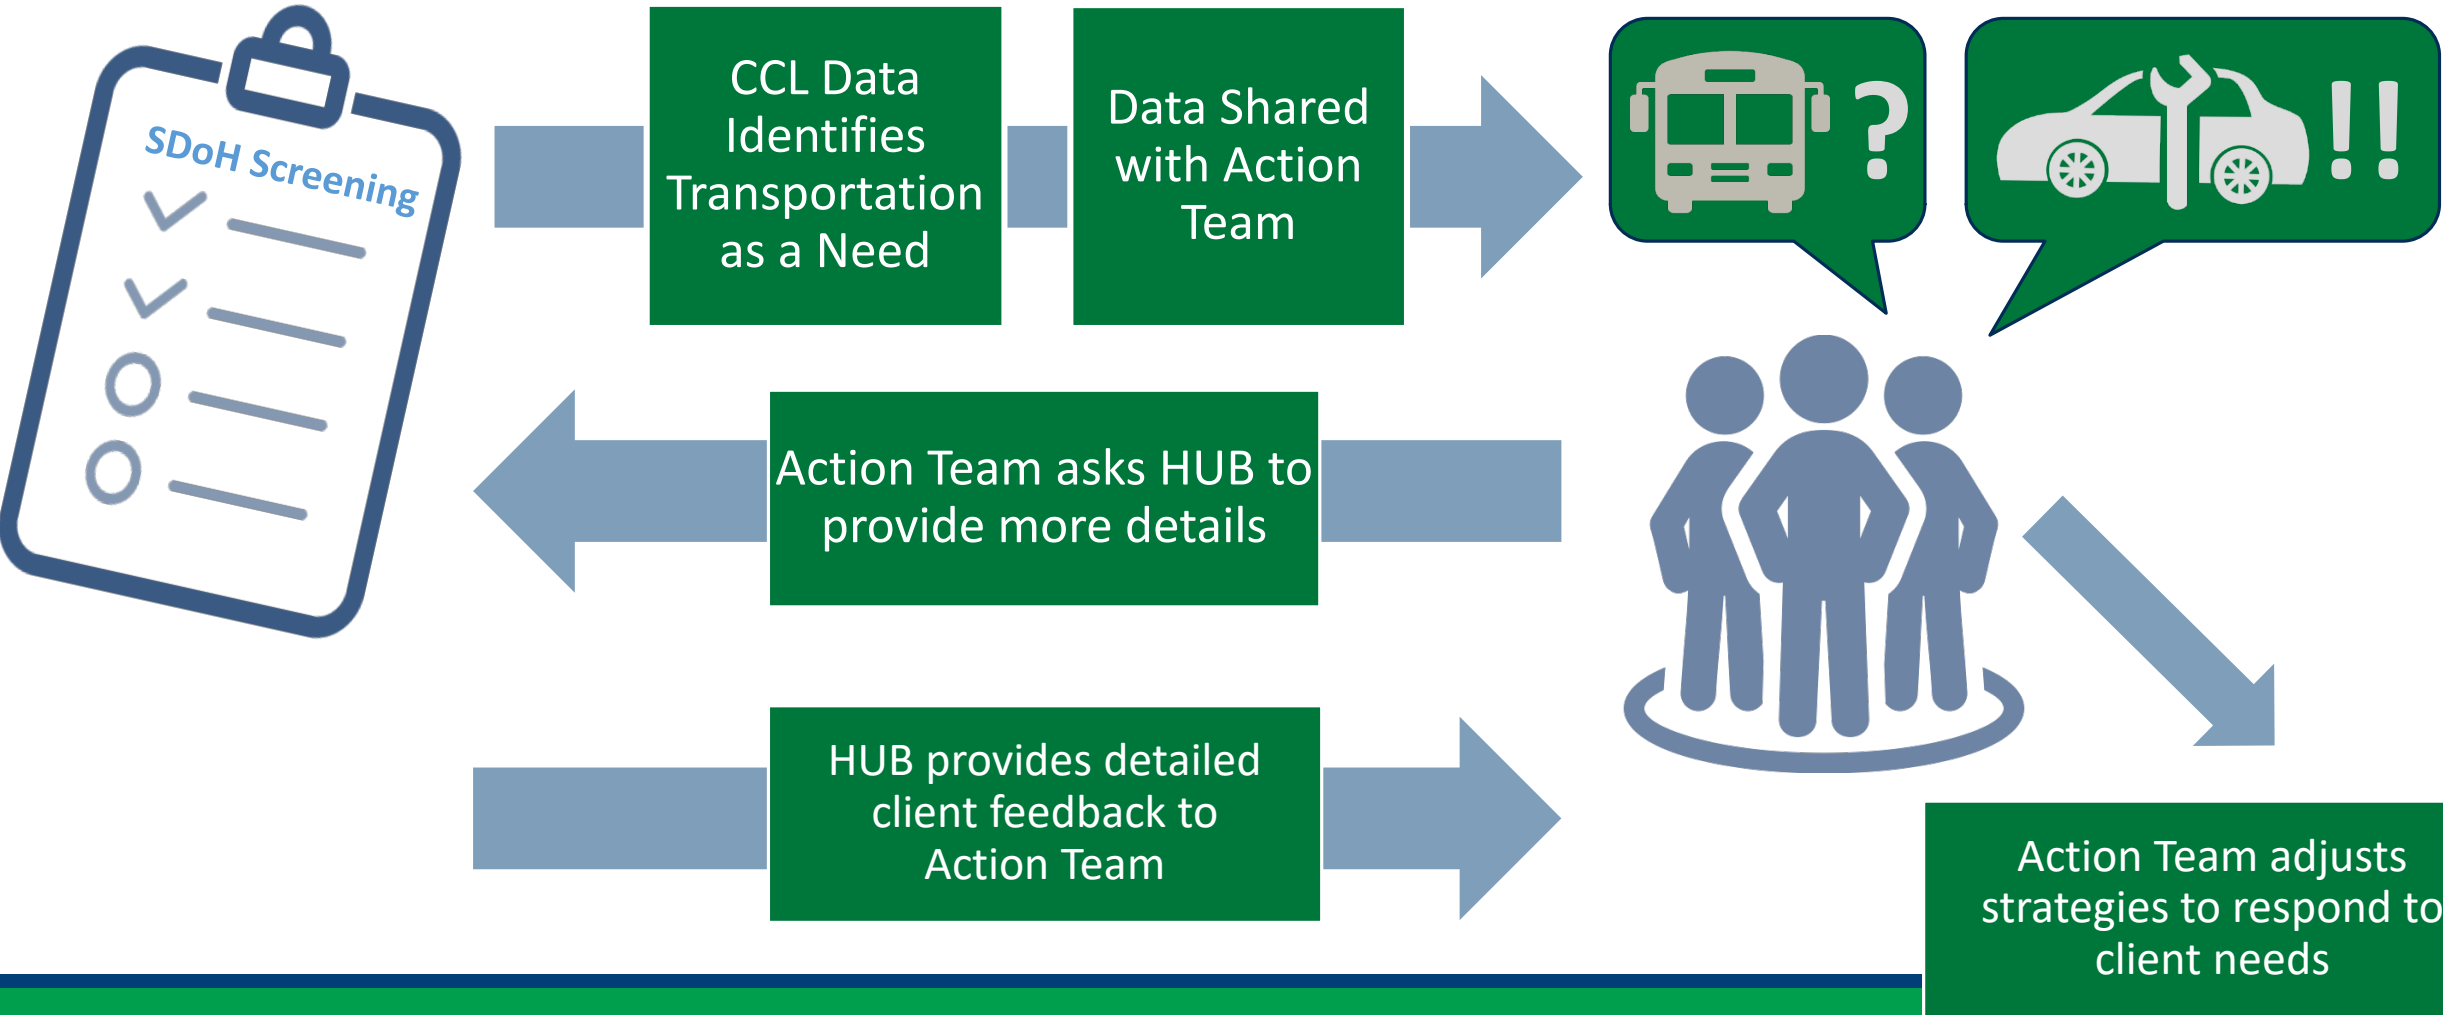 SDoH Screening
CCL Data
Identifies
Transportation
as a Need
Data Shared
with Action
Team
?
!!
Action Team asks HUB to
provide more details
HUB provides detailed
client feedback to
Action Team
Action Team adjusts
strategies to respond to
client needs